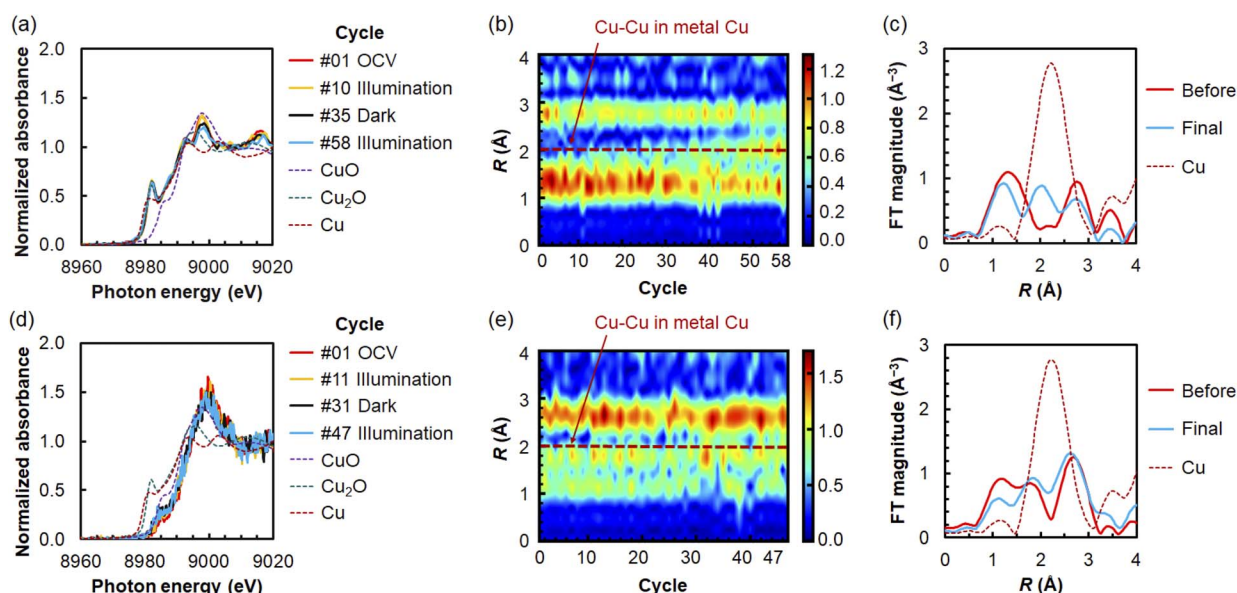 (a)
Cycle
#01 OCV
#10 Illumination
#35 Dark
#58 Illumination
CuO
Cu₂O
Cu
Normalized absorbance
2.0
1.5
1.0
0.5
0.0
8960 8980 9000 9020
Photon energy (eV)
(b)
Cu-Cu in metal Cu
R (Å)
4
3
2
1
0
0 10 20 30 40 50 58
Cycle
1.2
1.0
0.8
0.6
0.4
0.2
0.0
(c)
FT magnitude (Å⁻³)
3
2
1
0
0 1 2 3 4
R (Å)
Before
Final
Cu
(d)
Cycle
#01 OCV
#11 Illumination
#31 Dark
#47 Illumination
CuO
Cu₂O
Cu
Normalized absorbance
2.0
1.5
1.0
0.5
0.0
8960 8980 9000 9020
Photon energy (eV)
(e)
Cu-Cu in metal Cu
R (Å)
4
3
2
1
0
0 10 20 30 40 47
Cycle
1.5
1.0
0.5
0.0
(f)
FT magnitude (Å⁻³)
3
2
1
0
0 1 2 3 4
R (Å)
Before
Final
Cu